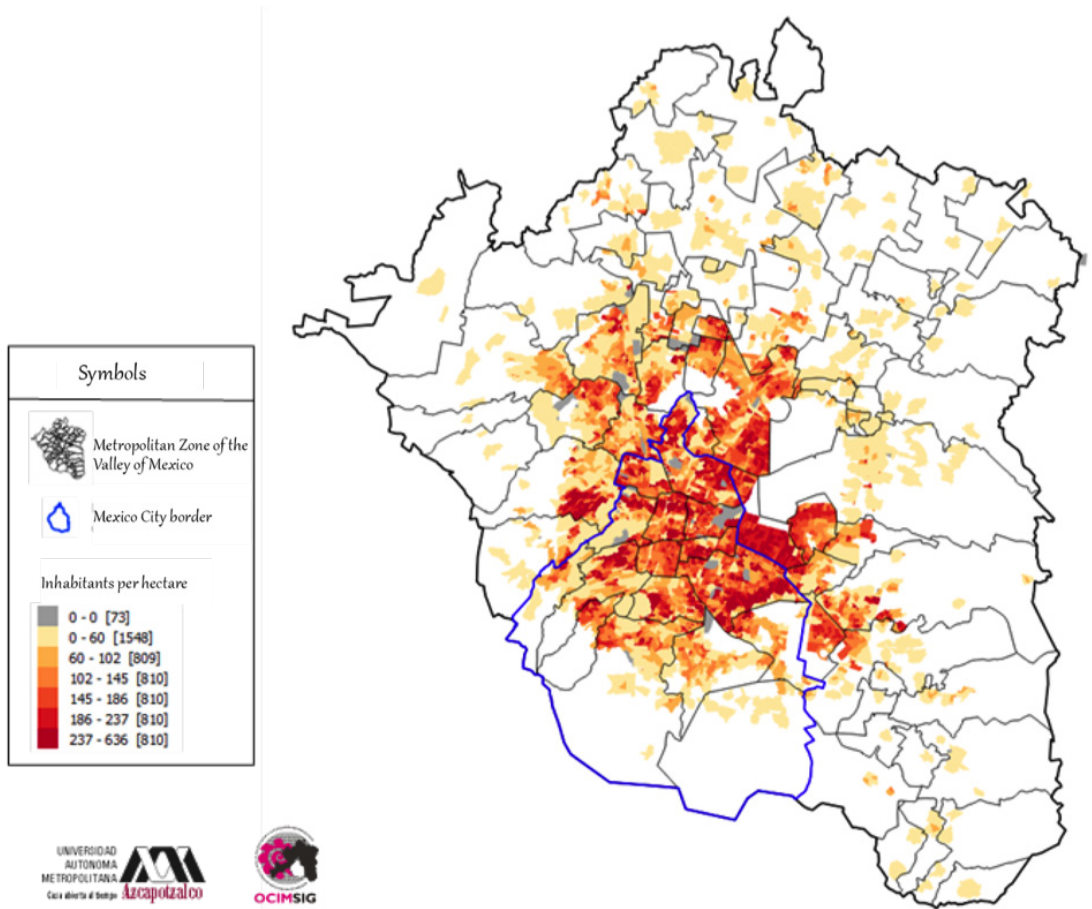 Symbols
Metropolitan Zone of the
Valley of Mexico
Mexico City border
Inhabitants per hectare
0 - 0 [73]
0 - 60 [1548]
60 - 102 [809]
102 - 145 [810]
145 - 186 [810]
186 - 237 [810]
237 - 636 [810]
UNIVERSIDAD
AUTONOMA
METROPOLITANA
Casa abierta al tiempo Azcapotzalco
OCIMSIG